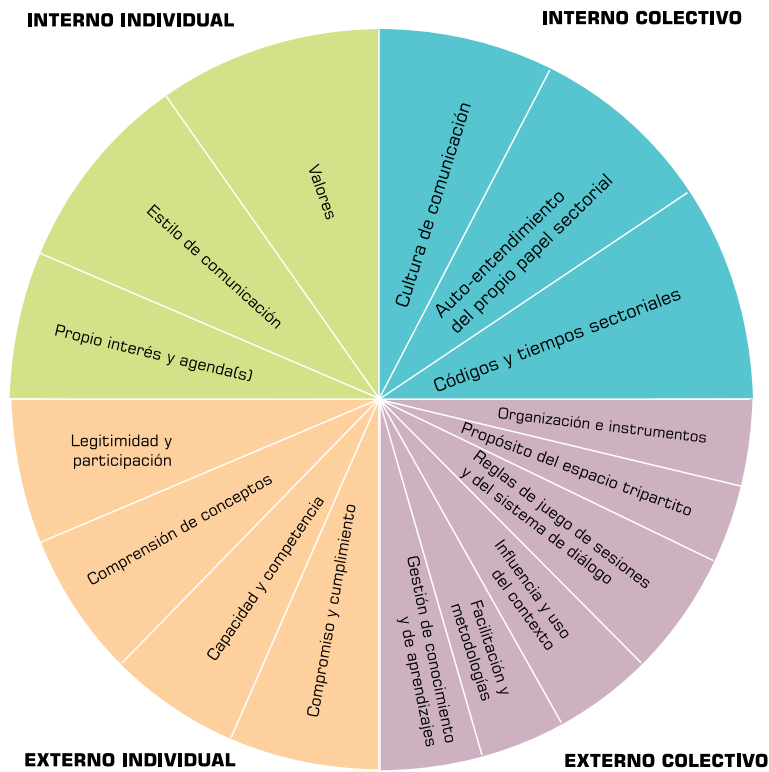 INTERNO INDIVIDUAL
INTERNO COLECTIVO
Valores
Estilo de comunicación
Propio interés y agenda(s)
Cultura de comunicación
Auto-entendimiento
del propio papel sectorial
Códigos y tiempos sectoriales
Legitimidad y
participación
Comprensión de conceptos
Capacidad y competencia
Compromiso y cumplimiento
Organización e instrumentos
Propósito del espacio tripartito
Reglas de juego de sesiones
y del sistema de diálogo
Influencia y uso
del contexto
Facilitación y
metodologías
Gestión de conocimiento
y de aprendizajes
EXTERNO INDIVIDUAL
EXTERNO COLECTIVO